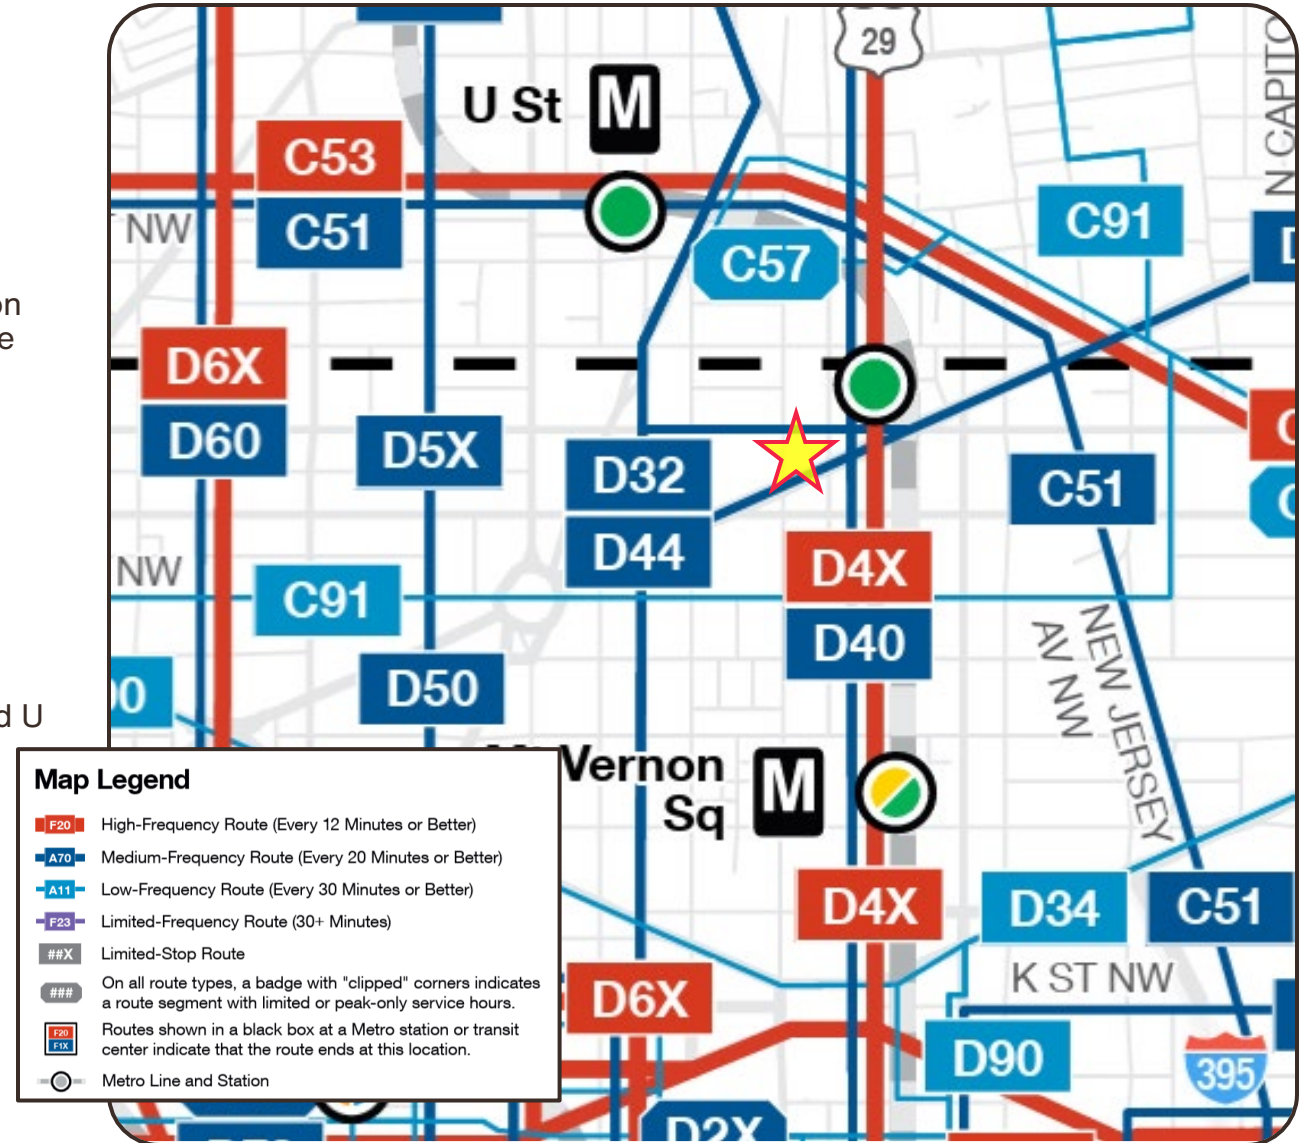 29
U St
M
N CAPITO
C53
C51
T NW
C91
C57
on
e
D6X
D60
D5X
D32
D44
C51
NW
C91
D4X
D40
D50
NEW JERSEY
AV NW
d U
Vernon
Sq
M
D4X
D34
C51
K ST NW
D6X
D90
395
D2X
Map Legend
F20 High-Frequency Route (Every 12 Minutes or Better)
A70 Medium-Frequency Route (Every 20 Minutes or Better)
A11 Low-Frequency Route (Every 30 Minutes or Better)
F23 Limited-Frequency Route (30+ Minutes)
##X Limited-Stop Route
### On all route types, a badge with "clipped" corners indicates
a route segment with limited or peak-only service hours.
F20 Routes shown in a black box at a Metro station or transit
F1X center indicate that the route ends at this location.
Metro Line and Station